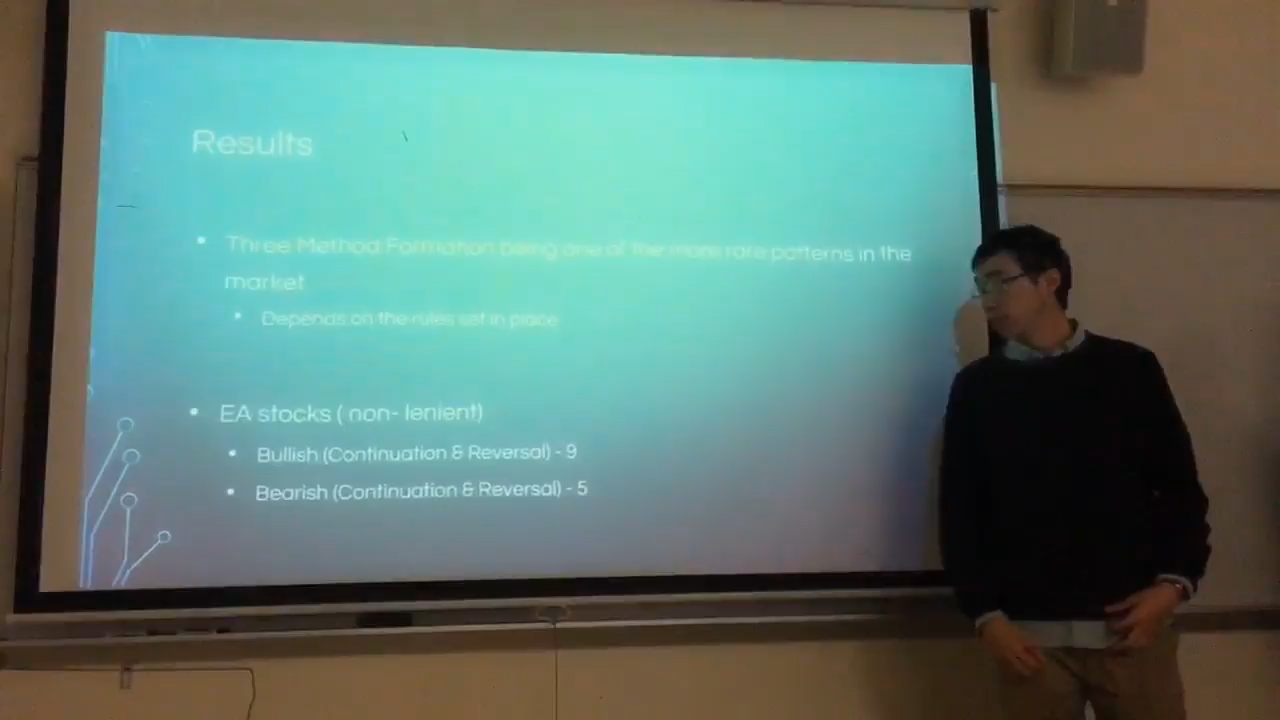 Results
• Three Method Formation being one of the more rare patterns in the
market
• Depends on the rules set in place
• EA stocks ( non- lenient)
• Bullish (Continuation & Reversal) - 9
• Bearish (Continuation & Reversal) - 5